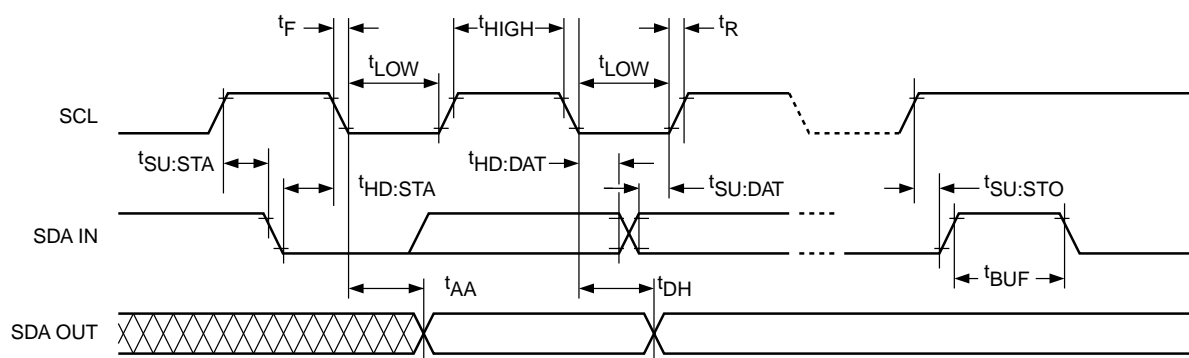 tF
tHIGH
tR
tLOW
tLOW
SCL
tSU:STA
tHD:STA
tHD:DAT
tSU:DAT
tSU:STO
SDA IN
tAA
tDH
tBUF
SDA OUT